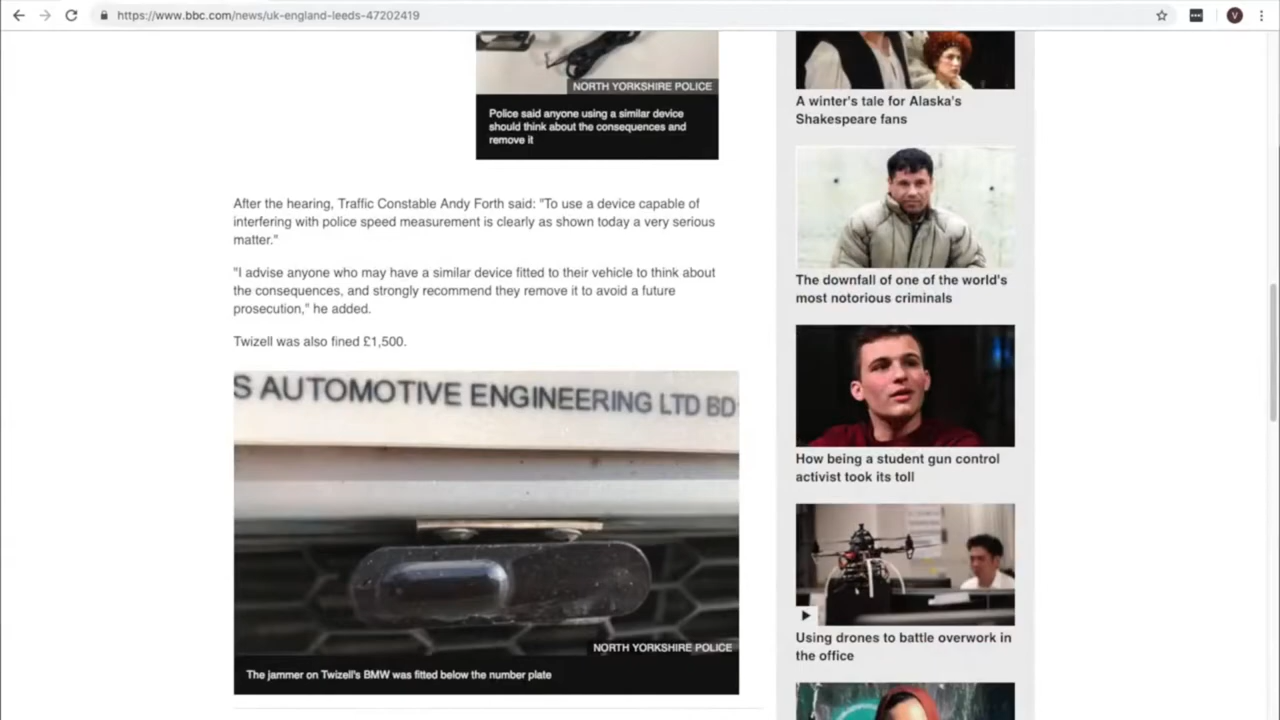 https://www.bbc.com/news/uk-england-leeds-47202419
V
NORTH YORKSHIRE POLICE
Police said anyone using a similar device
should think about the consequences and
remove it
After the hearing, Traffic Constable Andy Forth said: "To use a device capable of
interfering with police speed measurement is clearly as shown today a very serious
matter."
"I advise anyone who may have a similar device fitted to their vehicle to think about
the consequences, and strongly recommend they remove it to avoid a future
prosecution," he added.
Twizell was also fined £1,500.
S AUTOMOTIVE ENGINEERING LTD BD
NORTH YORKSHIRE POLICE
The jammer on Twizell's BMW was fitted below the number plate
A winter's tale for Alaska's
Shakespeare fans
The downfall of one of the world's
most notorious criminals
How being a student gun control
activist took its toll
Using drones to battle overwork in
the office